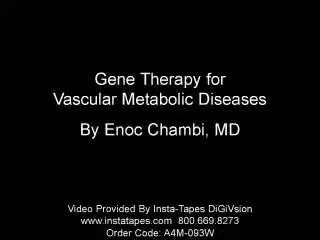 Gene Therapy for
Vascular Metabolic Diseases
By Enoc Chambi, MD
Video Provided By Insta-Tapes DiGiVsion
www.instatapes.com 800.669.8273
Order Code: A4M-093W